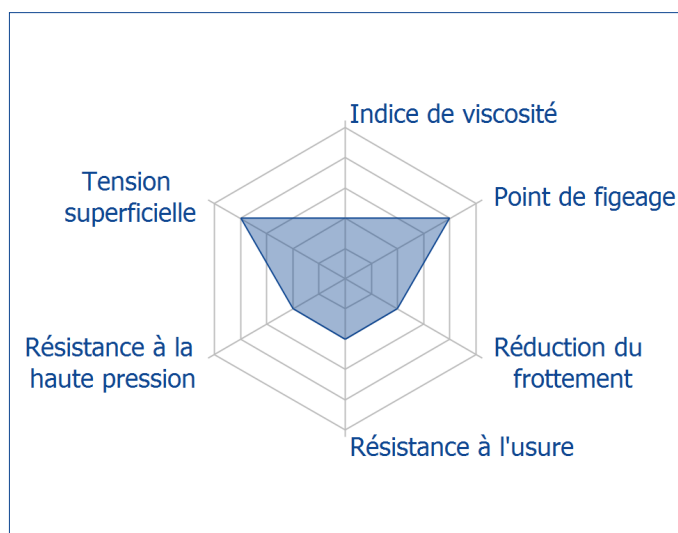 Indice de viscosité
Tension
superficielle
Point de figeage
Résistance à la
haute pression
Réduction du
frottement
Résistance à l'usure